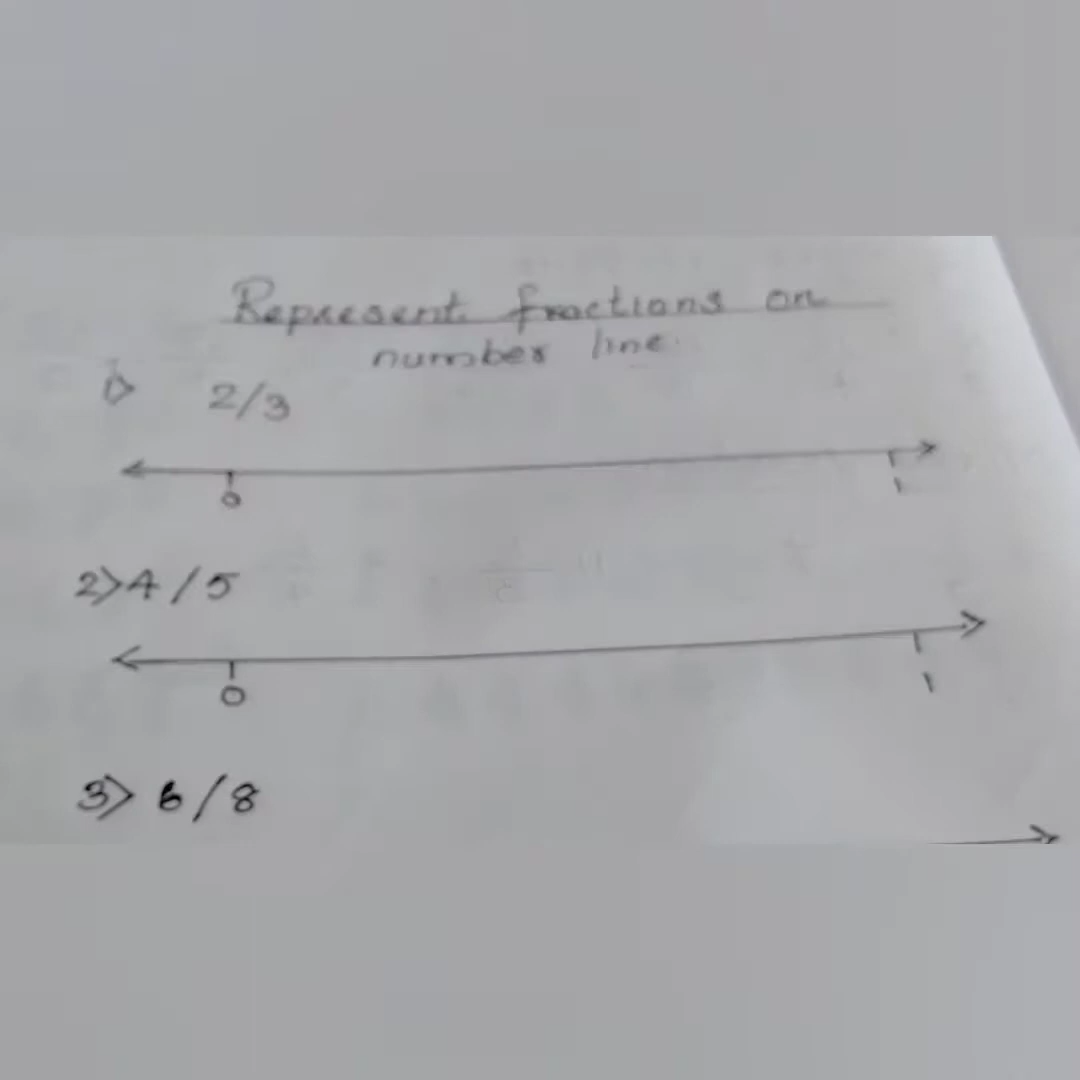 Represent fractions on
number line.
1> 2/3
0 1
2> 4/5
0 1
3> 6/8